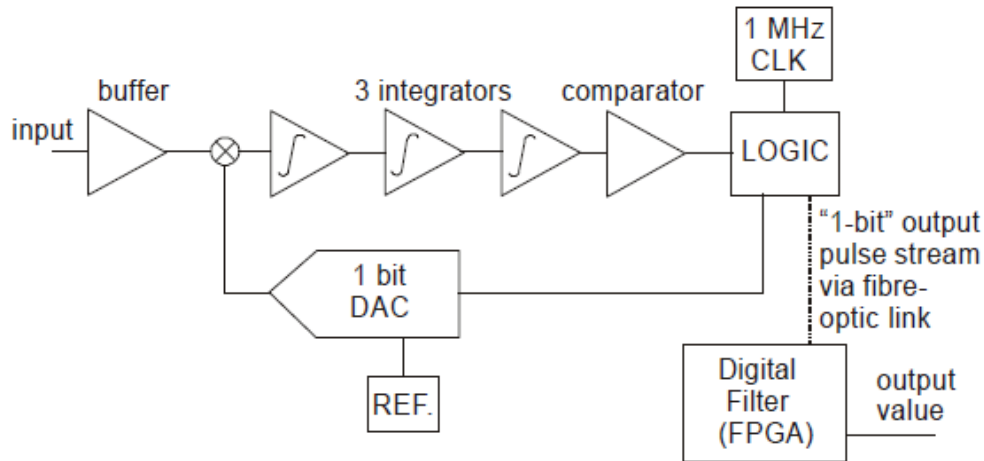 1 MHz
CLK
buffer
3 integrators
comparator
input
LOGIC
1 bit
DAC
REF.
“1-bit” output
pulse stream
via fibre-
optic link
Digital
Filter
(FPGA)
output
value